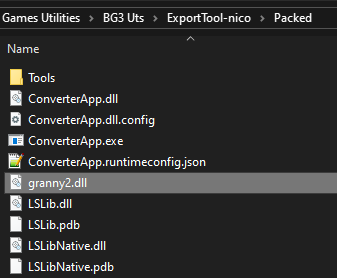 Games Utilities > BG3 Uts > ExportTool-nico > Packed
Name
Tools
ConverterApp.dll
ConverterApp.dll.config
ConverterApp.exe
ConverterApp.runtimeconfig.json
granny2.dll
LSLib.dll
LSLib.pdb
LSLibNative.dll
LSLibNative.pdb